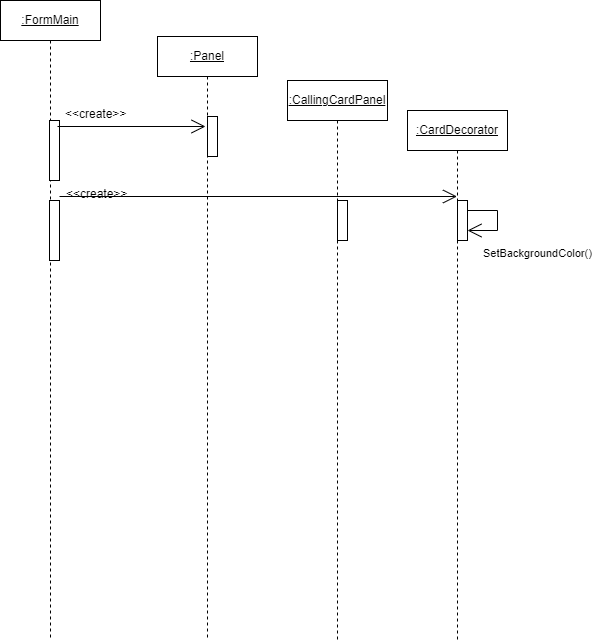 :FormMain
:Panel
:CallingCardPanel
:CardDecorator
<<create>>
<<create>>
SetBackgroundColor()